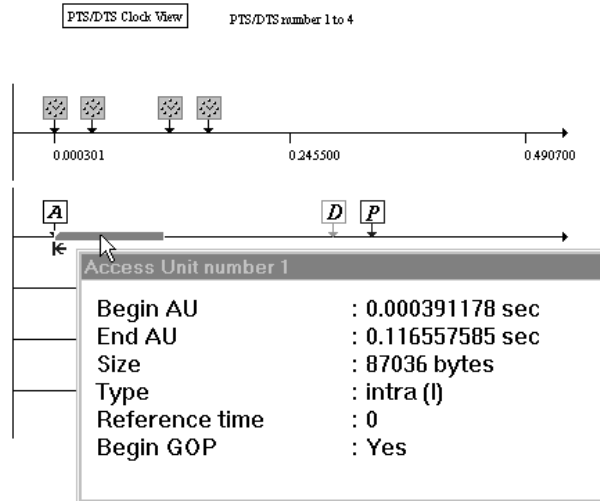 PTS/DTS Clock View
PTS/DTS number 1 to 4
0.000301 0.245500 0.490700
A D P
Access Unit number 1
Begin AU : 0.000391178 sec
End AU : 0.116557585 sec
Size : 87036 bytes
Type : intra (I)
Reference time : 0
Begin GOP : Yes